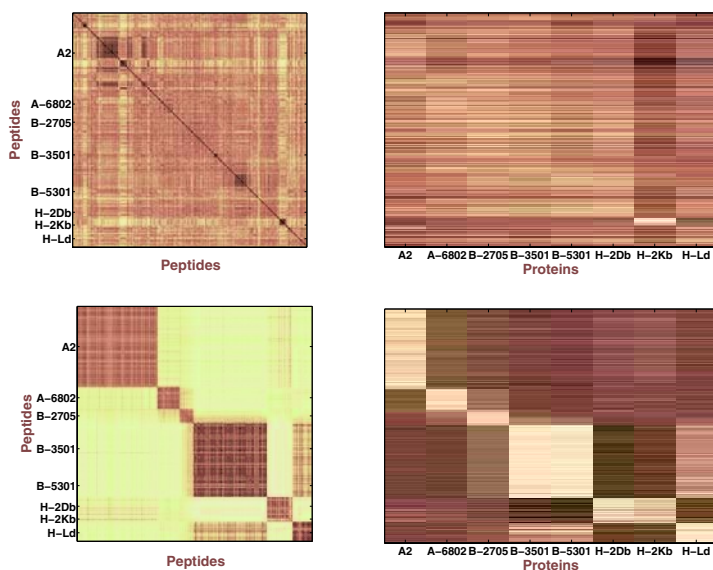 Peptides
A2
A-6802
B-2705
B-3501
B-5301
H-2Db
H-2Kb
H-Ld
Peptides
A2 A-6802 B-2705 B-3501 B-5301 H-2Db H-2Kb H-Ld
Proteins
Peptides
A2
A-6802
B-2705
B-3501
B-5301
H-2Db
H-2Kb
H-Ld
Peptides
A2 A-6802 B-2705 B-3501 B-5301 H-2Db H-2Kb H-Ld
Proteins